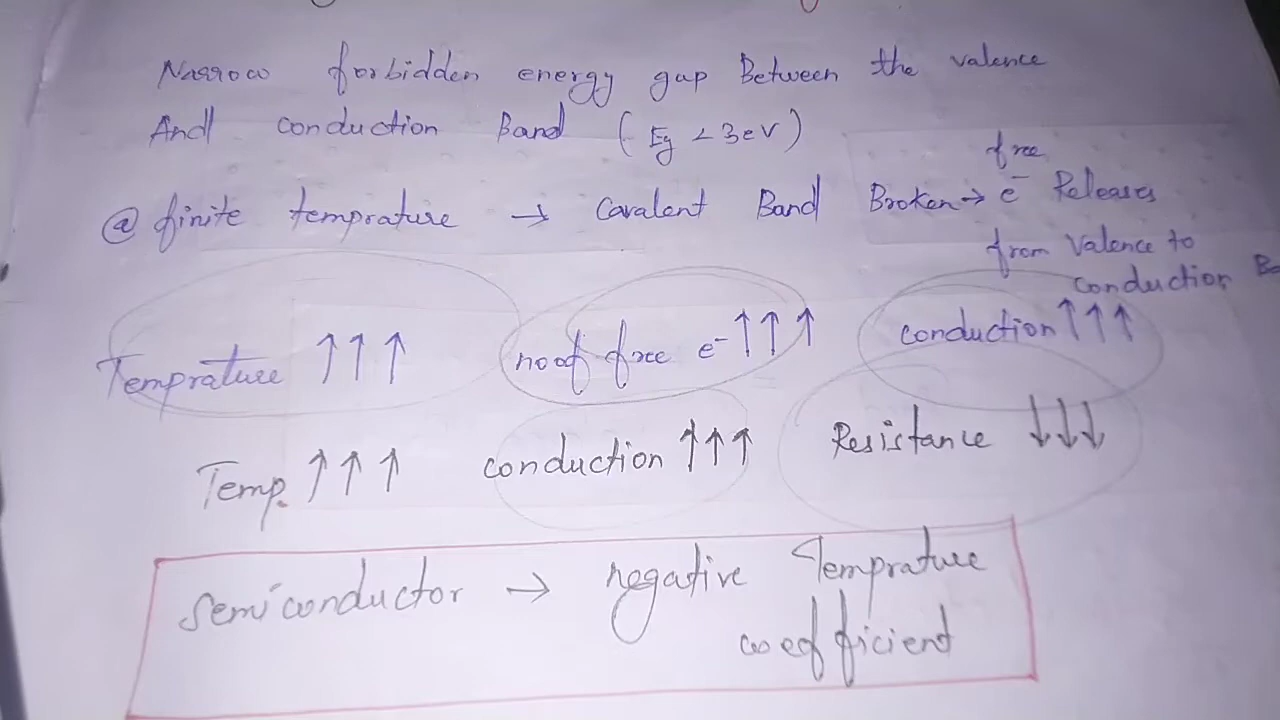 Narrow forbidden energy gap Between the valence
And conduction Band (Eg < 3eV)
@ finite temprature → Covalent Band Broken → free e⁻ Releases
from Valence to
conduction
Temprature ↑↑↑ no of free e⁻ ↑↑↑ conduction ↑↑↑
Temp. ↑↑↑ conduction ↑↑↑ Resistance ↓↓↓
Semiconductor → negative Temprature
coefficient